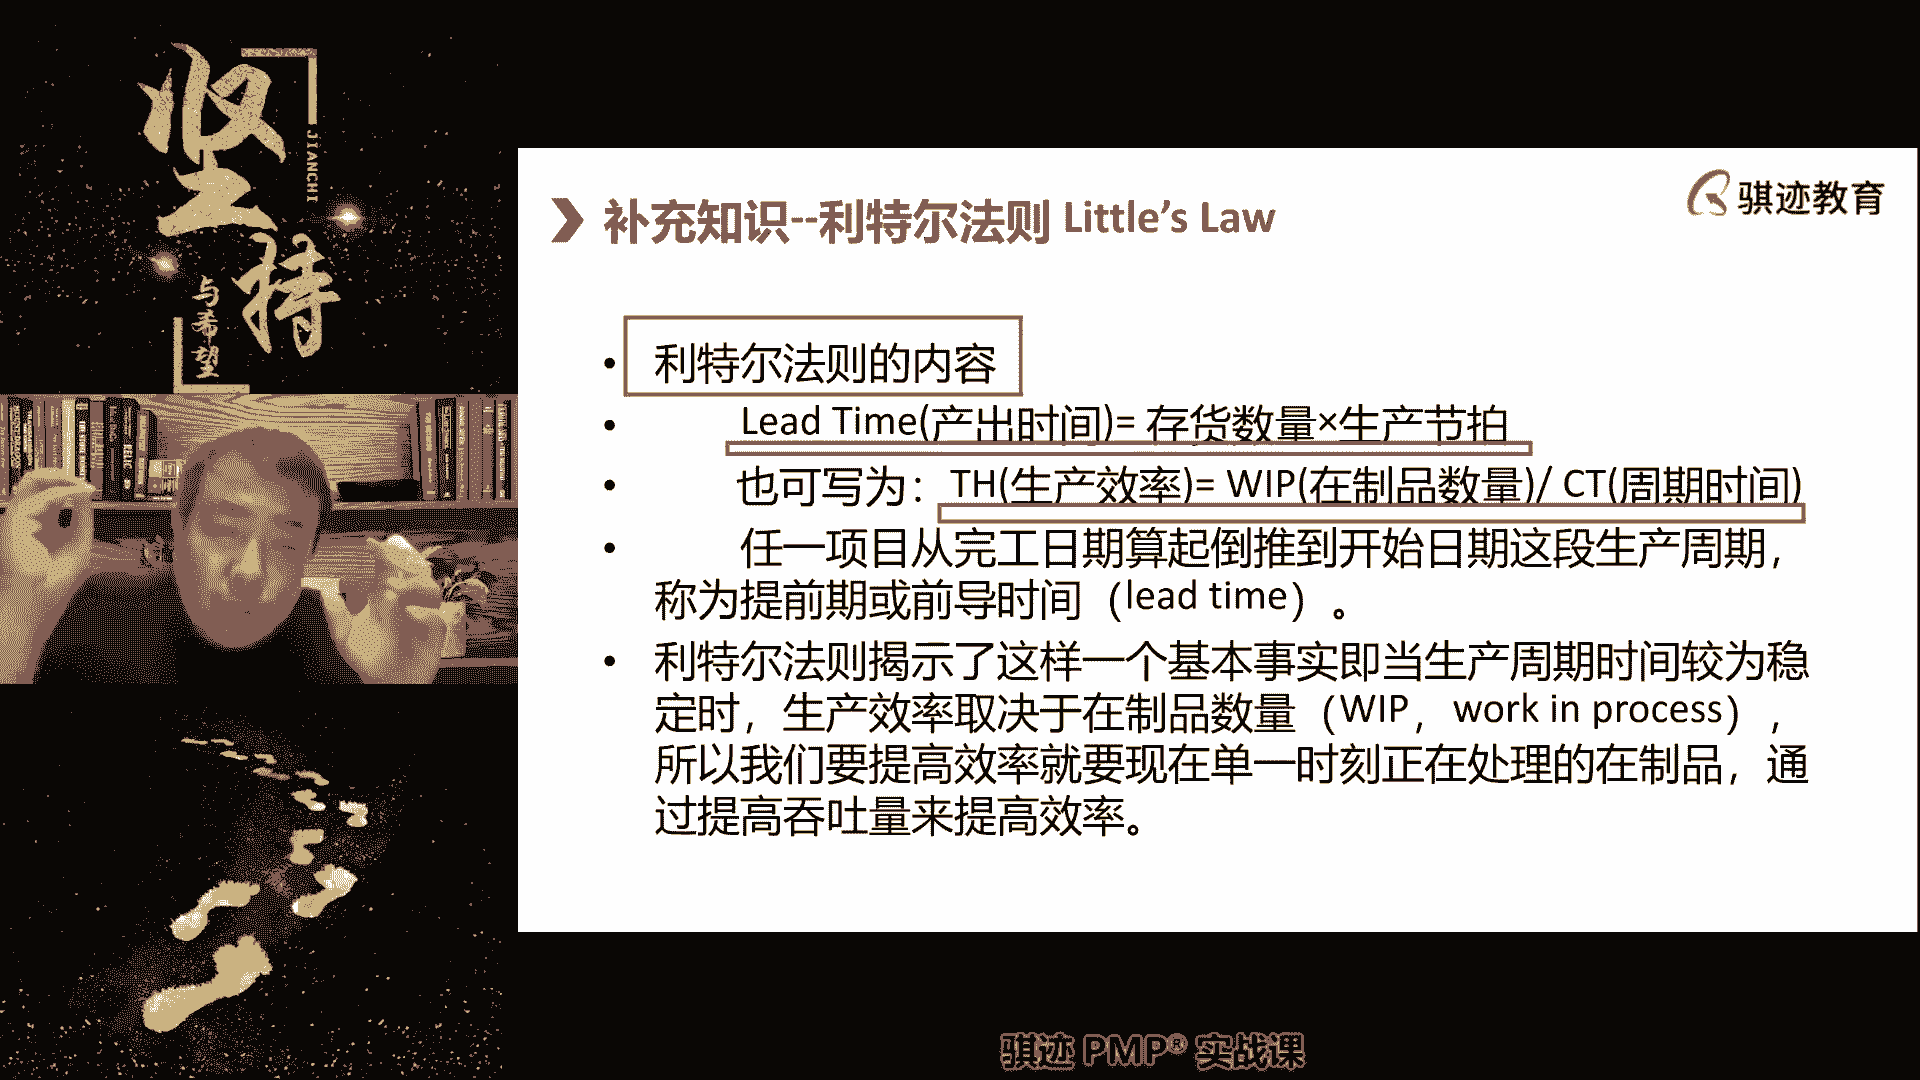 坚持
JIANCHI
与希望
骐迹教育
补充知识--利特尔法则 Little’s Law
• 利特尔法则的内容
• Lead Time(产出时间)= 存货数量×生产节拍
• 也可写为：TH(生产效率)= WIP(在制品数量)/ CT(周期时间)
• 任一项目从完工日期算起倒推到开始日期这段生产周期，
称为提前期或前导时间（lead time）。
• 利特尔法则揭示了这样一个基本事实即当生产周期时间较为稳
定时，生产效率取决于在制品数量（WIP，work in process），
所以我们要提高效率就要现在单一时刻正在处理的在制品，通
过提高吞吐量来提高效率。
骐迹 PMP® 实战课